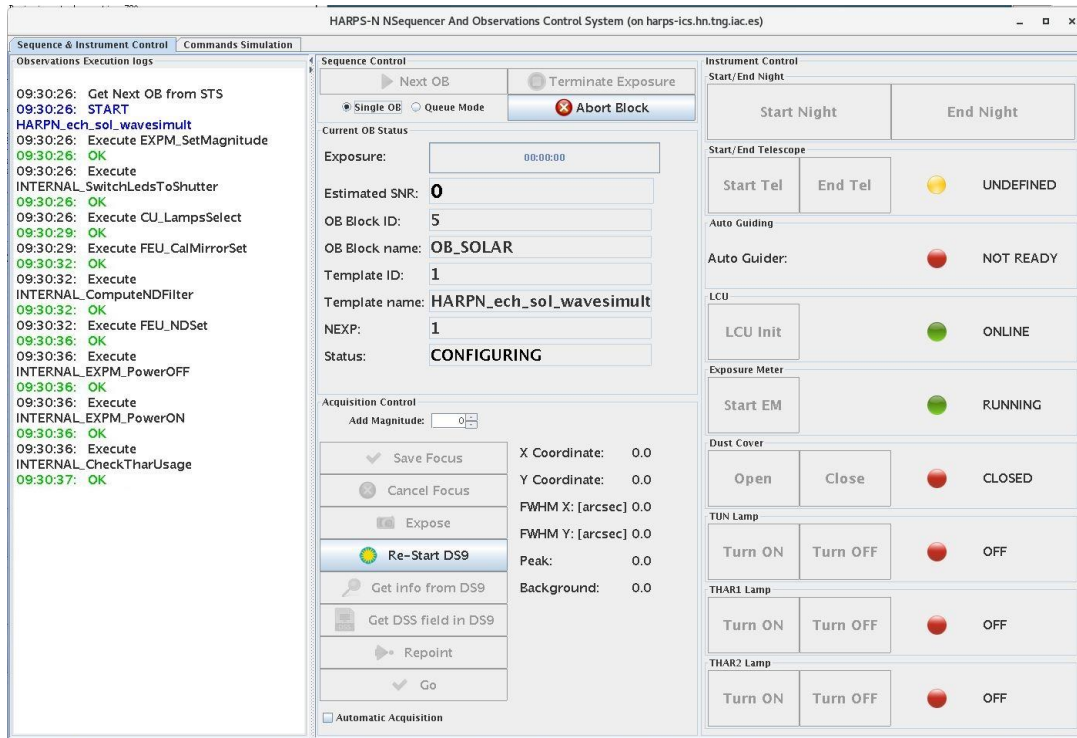 HARPS-N NSequencer And Observations Control System (on harps-ics.hn.tng.iac.es)
Sequence & Instrument Control
Commands Simulation
Observations Execution logs
09:30:26: Get Next OB from STS
09:30:26: START
HARPN_ech_sol_wavesimult
09:30:26: Execute EXPM_SetMagnitude
09:30:26: OK
09:30:26: Execute
INTERNAL_SwitchLedsToShutter
09:30:26: OK
09:30:26: Execute CU_LampsSelect
09:30:29: OK
09:30:29: Execute FEU_CalMirrorSet
09:30:32: OK
09:30:32: Execute
INTERNAL_ComputeNDFilter
09:30:32: OK
09:30:32: Execute FEU_NDSet
09:30:36: OK
09:30:36: Execute
INTERNAL_EXPM_PowerOFF
09:30:36: OK
09:30:36: Execute
INTERNAL_EXPM_PowerON
09:30:36: OK
09:30:36: Execute
INTERNAL_CheckTharUsage
09:30:37: OK
Sequence Control
Next OB
Terminate Exposure
Single OB
Queue Mode
Abort Block
Current OB Status
Exposure: 00:00:00
Estimated SNR: 0
OB Block ID: 5
OB Block name: OB_SOLAR
Template ID: 1
Template name: HARPN_ech_sol_wavesimult
NEXP: 1
Status: CONFIGURING
Acquisition Control
Add Magnitude: 0
Save Focus
Cancel Focus
Expose
Re-Start DS9
Get info from DS9
Get DSS field in DS9
Repoint
Go
Automatic Acquisition
X Coordinate: 0.0
Y Coordinate: 0.0
FWHM X: [arcsec] 0.0
FWHM Y: [arcsec] 0.0
Peak: 0.0
Background: 0.0
Instrument Control
Start/End Night
Start Night
End Night
Start/End Telescope
Start Tel
End Tel
UNDEFINED
Auto Guiding
Auto Guider: NOT READY
LCU
LCU Init
ONLINE
Exposure Meter
Start EM
RUNNING
Dust Cover
Open
Close
CLOSED
TUN Lamp
Turn ON
Turn OFF
OFF
THAR1 Lamp
Turn ON
Turn OFF
OFF
THAR2 Lamp
Turn ON
Turn OFF
OFF